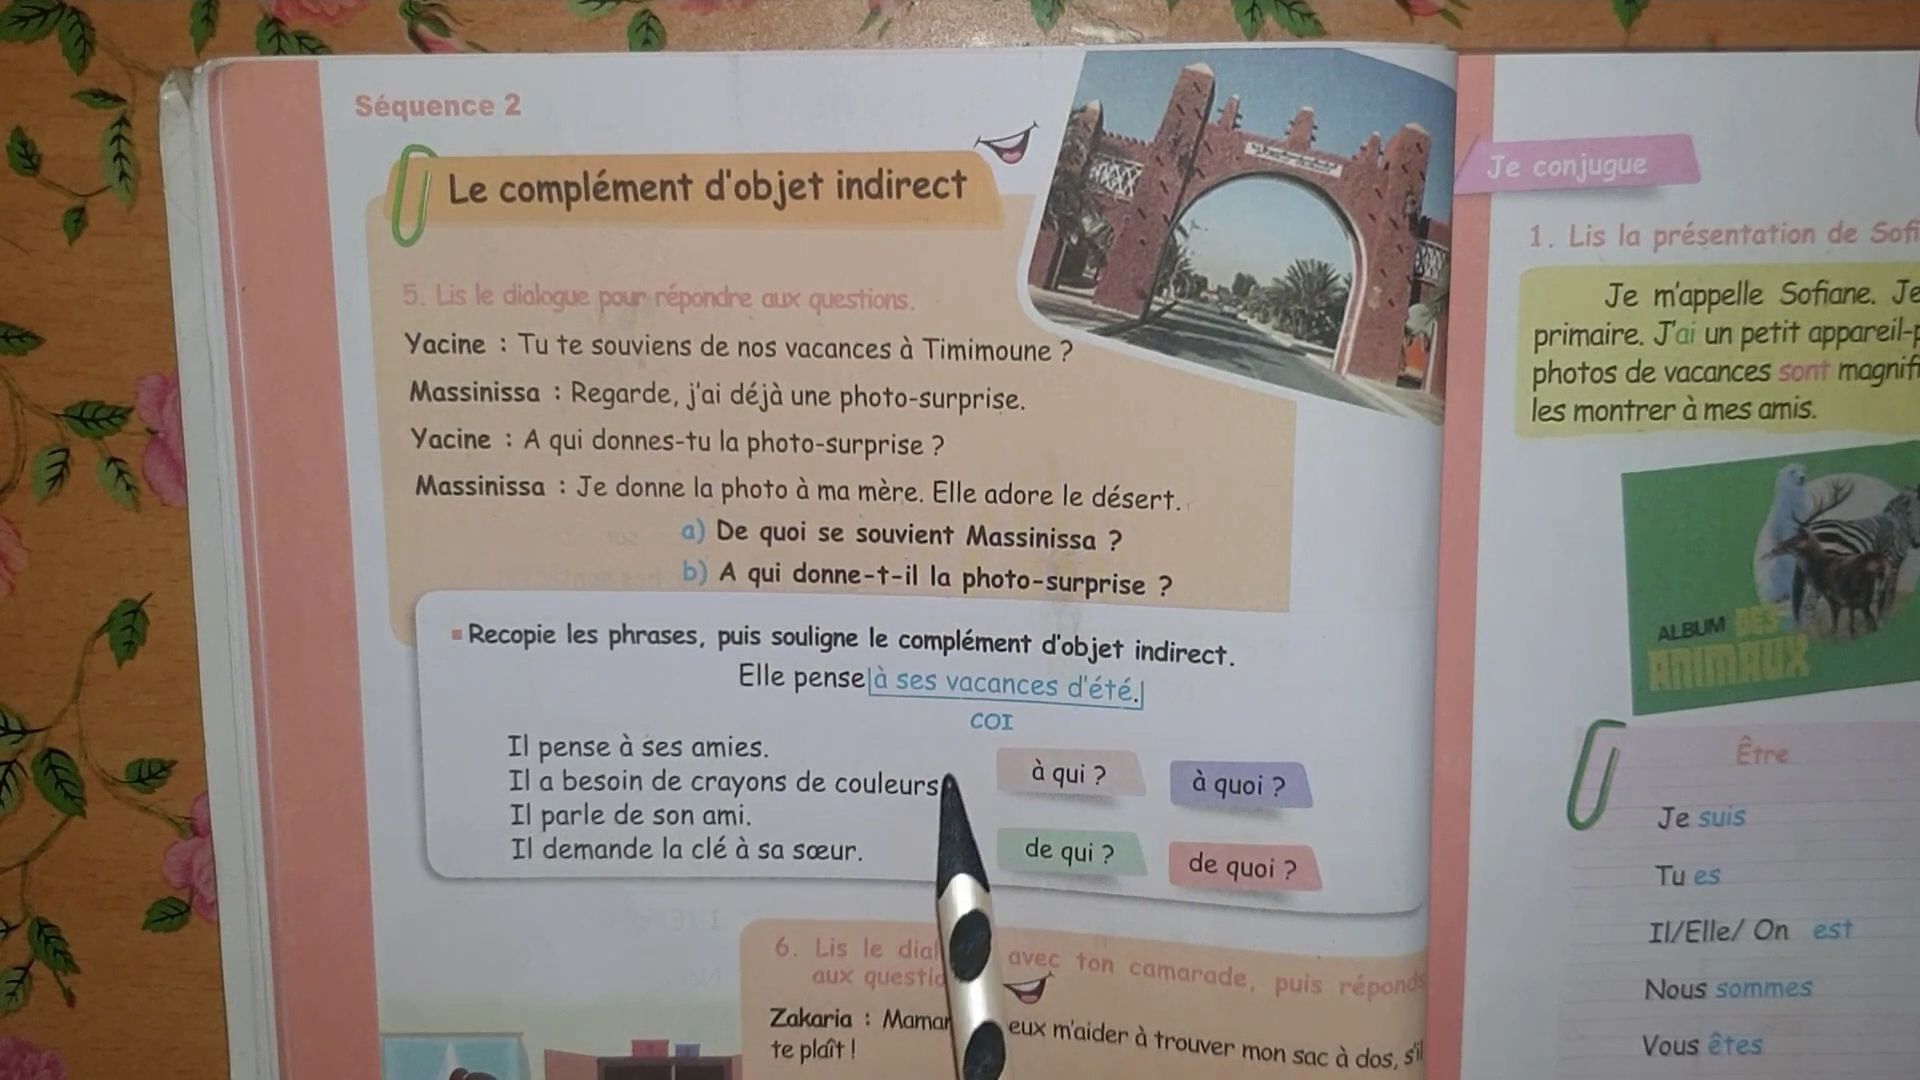 Séquence 2
Le complément d'objet indirect
5. Lis le dialogue pour répondre aux questions.
Yacine : Tu te souviens de nos vacances à Timimoune ?
Massinissa : Regarde, j'ai déjà une photo-surprise.
Yacine : A qui donnes-tu la photo-surprise ?
Massinissa : Je donne la photo à ma mère. Elle adore le désert.
a) De quoi se souvient Massinissa ?
b) A qui donne-t-il la photo-surprise ?
Recopie les phrases, puis souligne le complément d'objet indirect.
Elle pense à ses vacances d'été.
COI
Il pense à ses amies.
Il a besoin de crayons de couleurs
Il parle de son ami.
Il demande la clé à sa sœur.
à qui ?
à quoi ?
de qui ?
de quoi ?
6. Lis le avec ton camarade, puis réponds
aux
Zakaria : m'aider à trouver mon sac à dos, s'il
te plaît !
Je conjugue
1. Lis la présentation de
Je m'appelle Sofiane. Je
primaire. J'ai un petit
photos de vacances sont
les montrer à mes amis.
ALBUM DES
ANIMAUX
Être
Je suis
Tu es
Il/Elle/ On est
Nous sommes
Vous êtes